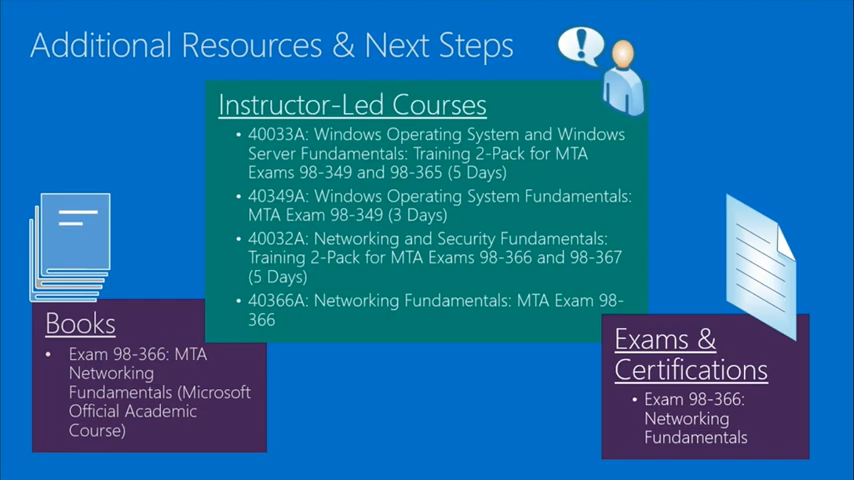 Additional Resources & Next Steps
Instructor-Led Courses
• 40033A: Windows Operating System and Windows
Server Fundamentals: Training 2-Pack for MTA
Exams 98-349 and 98-365 (5 Days)
• 40349A: Windows Operating System Fundamentals:
MTA Exam 98-349 (3 Days)
• 40032A: Networking and Security Fundamentals:
Training 2-Pack for MTA Exams 98-366 and 98-367
(5 Days)
• 40366A: Networking Fundamentals: MTA Exam 98-
366
Books
• Exam 98-366: MTA
Networking
Fundamentals (Microsoft
Official Academic
Course)
Exams &
Certifications
• Exam 98-366:
Networking
Fundamentals